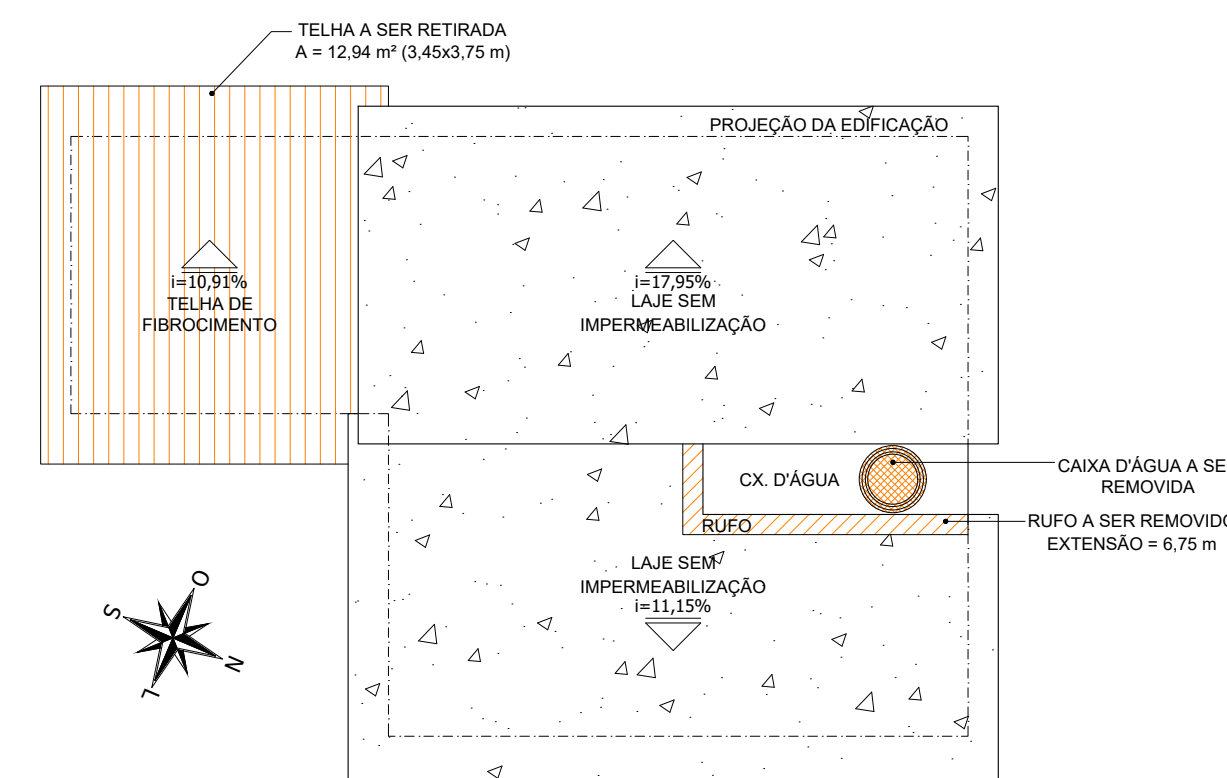 TELHA A SER RETIRADA
A = 12,94 m² (3,45x3,75 m)
PROJEÇÃO DA EDIFICAÇÃO
i=10,91%
TELHA DE
FIBROCIMENTO
i=17,95%
LAJE SEM
IMPERMEABILIZAÇÃO
CX. D'ÁGUA
CAIXA D'ÁGUA A SE
REMOVIDA
RUFO
RUFO A SER REMOVIDO
EXTENSÃO = 6,75 m
LAJE SEM
IMPERMEABILIZAÇÃO
i=11,15%
O
S
N
L